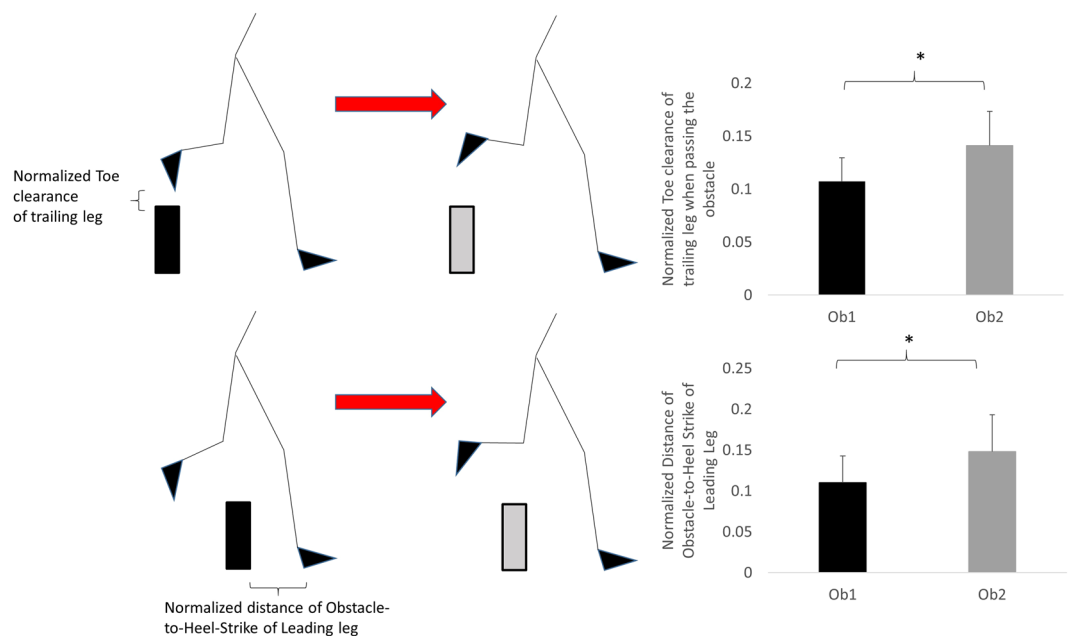 Normalized Toe
clearance
of trailing leg
Normalized Toe clearance of
trailing leg when passing the
obstacle
*
0.2
0.15
0.1
0.05
0
Ob1
Ob2
Normalized distance of Obstacle-
to-Heel-Strike of Leading leg
Normalized Distance of
Obstacle-to-Heel Strike of
Leading Leg
*
0.25
0.2
0.15
0.1
0.05
0
Ob1
Ob2